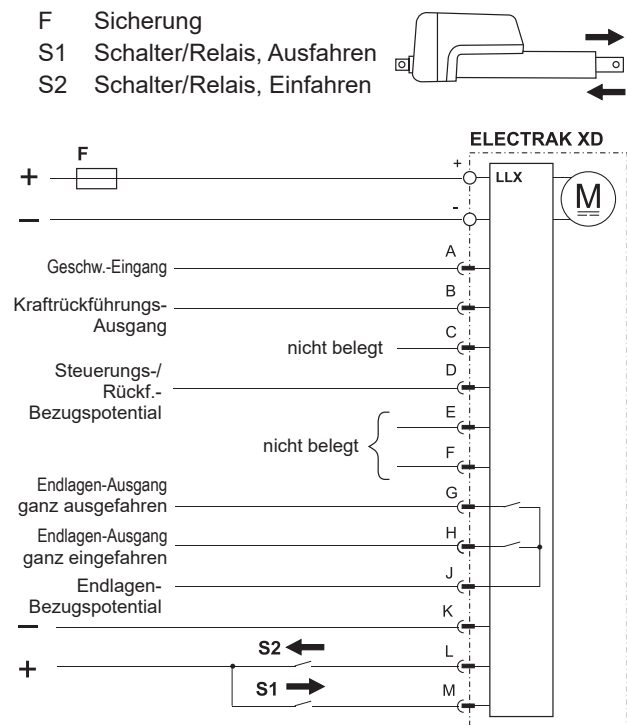 F Sicherung
S1 Schalter/Relais, Ausfahren
S2 Schalter/Relais, Einfahren
ELECTRAK XD
F
+
+
LLX
M
-
-
A
Geschw.-Eingang
B
Kraftrückführungs-
Ausgang
C
nicht belegt
D
Steuerungs-/
Rückf.-
Bezugspotential
E
nicht belegt
F
Endlagen-Ausgang
ganz ausgefahren
G
Endlagen-Ausgang
ganz eingefahren
H
Endlagen-
Bezugspotential
J
K
-
S2
L
+
S1
M